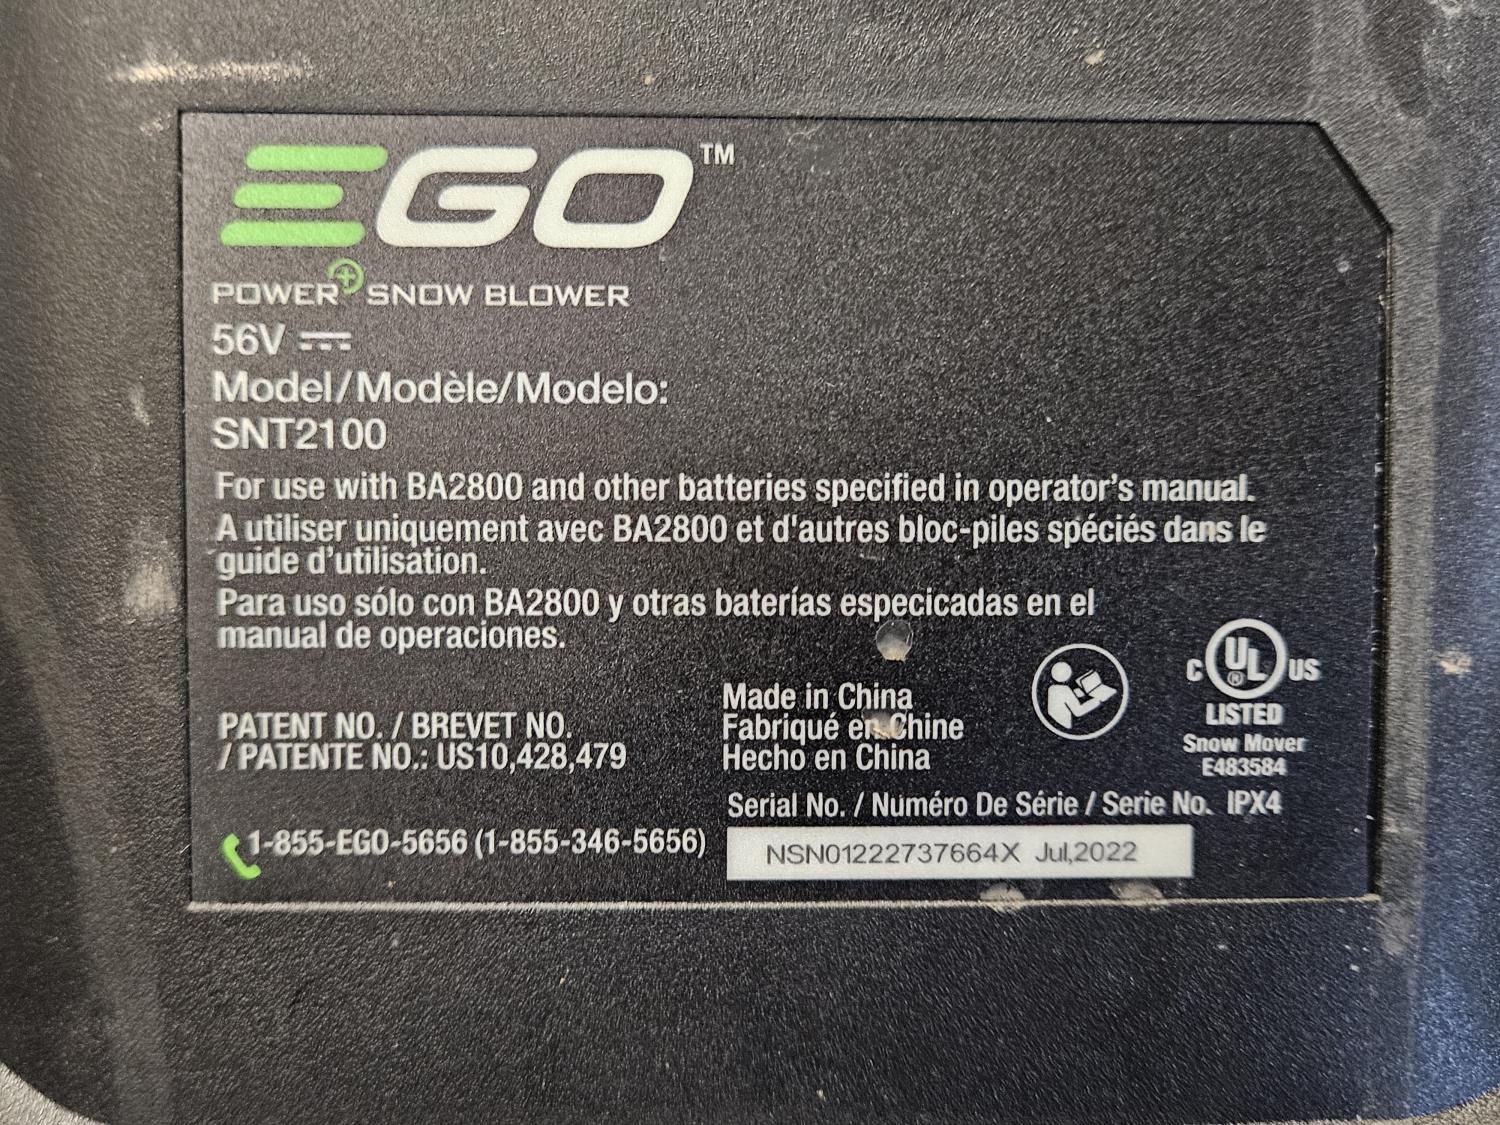 EGO™
POWER+ SNOW BLOWER
56V
Model/Modèle/Modelo:
SNT2100
For use with BA2800 and other batteries specified in operator's manual.
A utiliser uniquement avec BA2800 et d'autres bloc-piles spéciés dans le
guide d'utilisation.
Para uso sólo con BA2800 y otras baterías especicadas en el
manual de operaciones.
PATENT NO. / BREVET NO.
/ PATENTE NO.: US10,428,479
1-855-EGO-5656 (1-855-346-5656)
Made in China
Fabriqué en Chine
Hecho en China
C UL ® US
LISTED
Snow Mover
E483584
Serial No. / Numéro De Série / Serie No. IPX4
NSN01222737664X Jul,2022